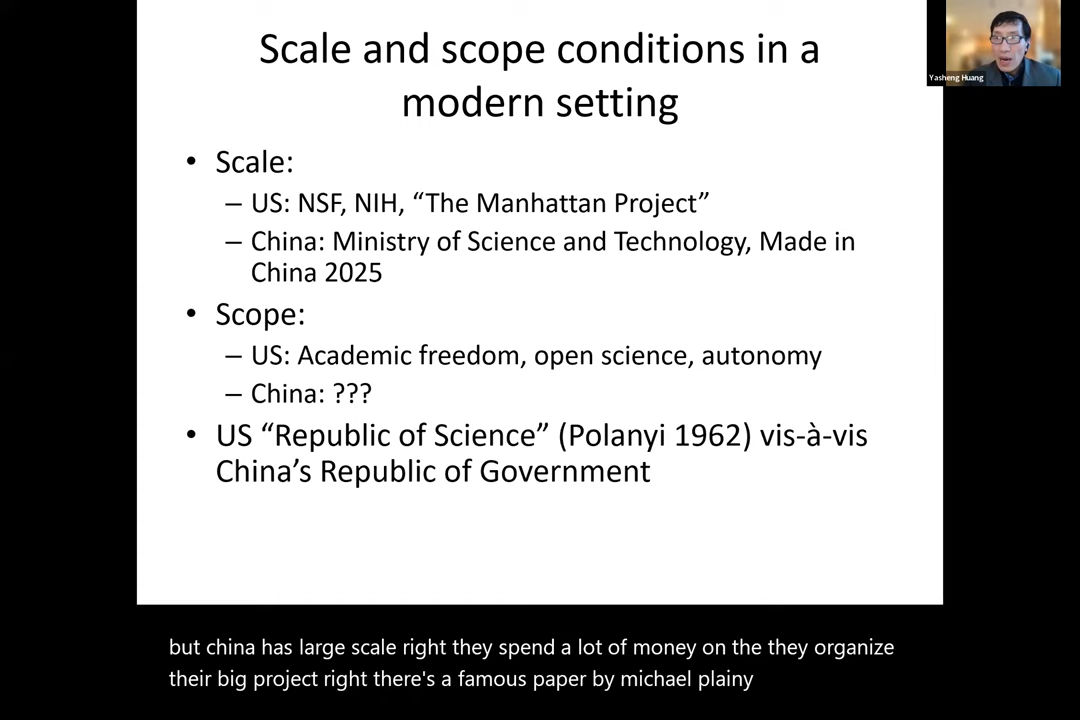 Scale and scope conditions in a
modern setting
Yasheng Huang
• Scale:
– US: NSF, NIH, “The Manhattan Project”
– China: Ministry of Science and Technology, Made in
China 2025
• Scope:
– US: Academic freedom, open science, autonomy
– China: ???
• US “Republic of Science” (Polanyi 1962) vis-à-vis
China’s Republic of Government
but china has large scale right they spend a lot of money on the they organize
their big project right there's a famous paper by michael plainy